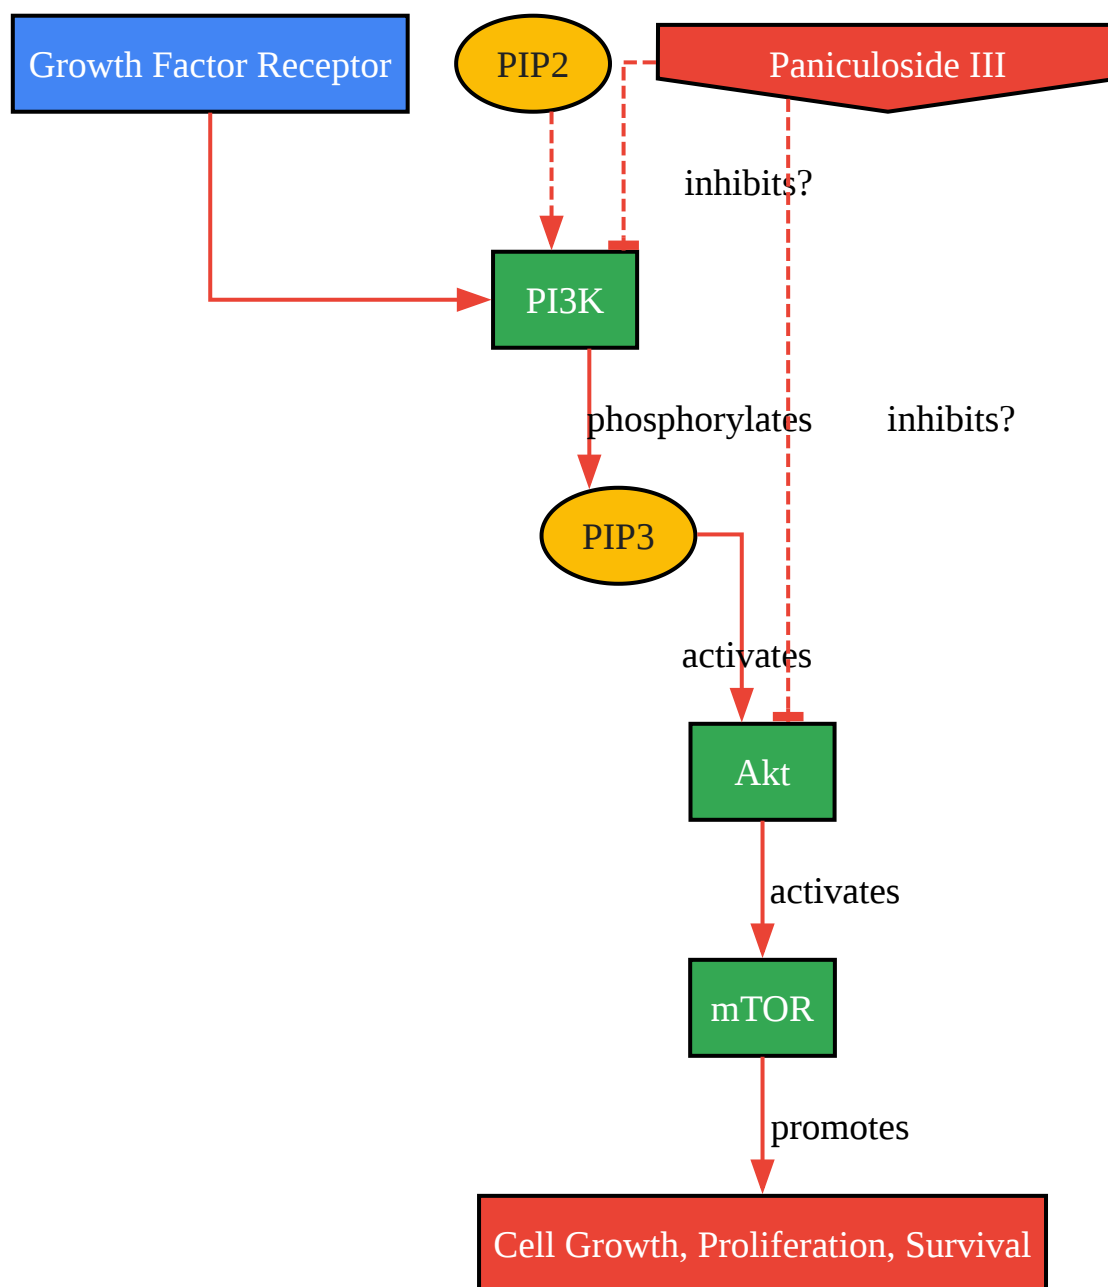 Growth Factor Receptor
PIP2
Paniculoside III
inhibits?
PI3K
phosphorylates
inhibits?
PIP3
activates
Akt
activates
mTOR
promotes
Cell Growth, Proliferation, Survival